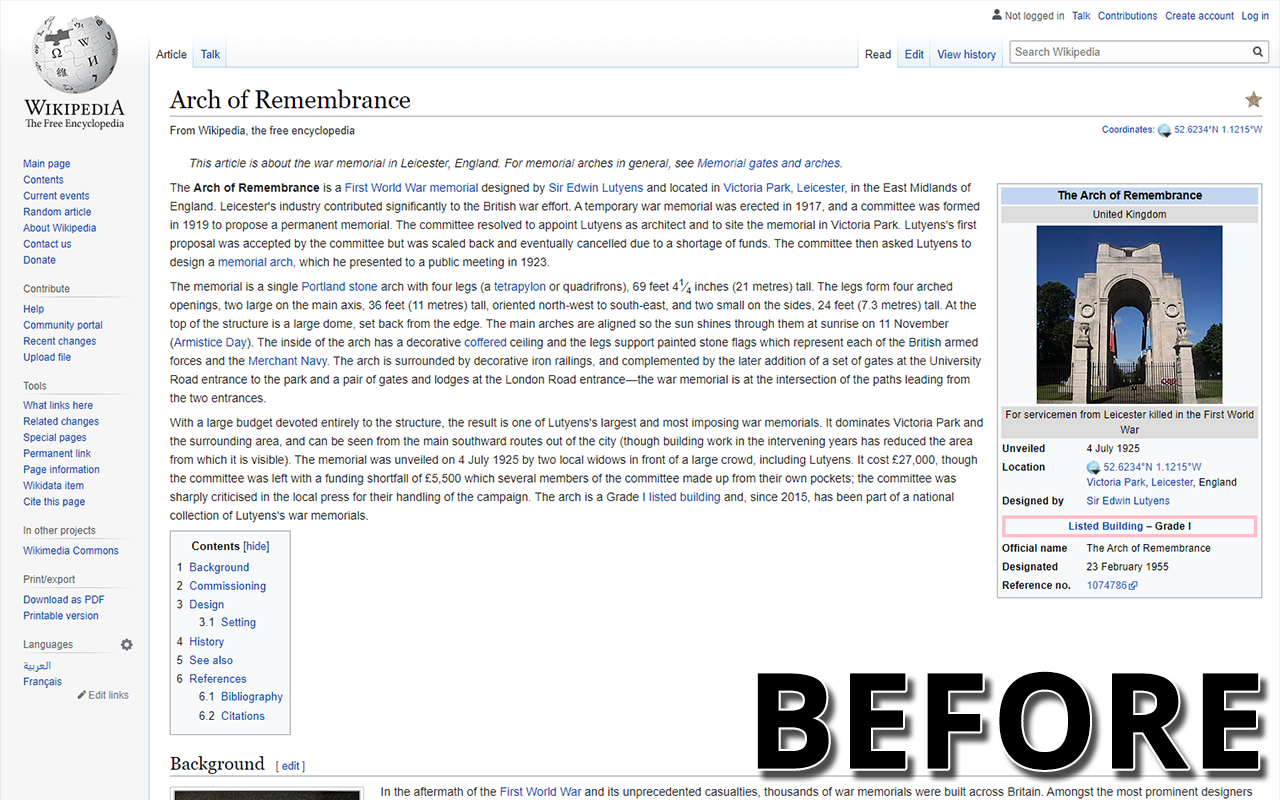 Not logged in Talk Contributions Create account Log in
Article Talk Read Edit View history Search Wikipedia
WIKIPEDIA
The Free Encyclopedia
Main page
Contents
Current events
Random article
About Wikipedia
Contact us
Donate
Contribute
Help
Community portal
Recent changes
Upload file
Tools
What links here
Related changes
Special pages
Permanent link
Page information
Wikidata item
Cite this page
In other projects
Wikimedia Commons
Print/export
Download as PDF
Printable version
Languages
العربية
Français
Edit links
Arch of Remembrance
From Wikipedia, the free encyclopedia
Coordinates: 52.6234°N 1.1215°W
This article is about the war memorial in Leicester, England. For memorial arches in general, see Memorial gates and arches.
The Arch of Remembrance is a First World War memorial designed by Sir Edwin Lutyens and located in Victoria Park, Leicester, in the East Midlands of
England. Leicester's industry contributed significantly to the British war effort. A temporary war memorial was erected in 1917, and a committee was formed
in 1919 to propose a permanent memorial. The committee resolved to appoint Lutyens as architect and to site the memorial in Victoria Park. Lutyens's first
proposal was accepted by the committee but was scaled back and eventually cancelled due to a shortage of funds. The committee then asked Lutyens to
design a memorial arch, which he presented to a public meeting in 1923.
The memorial is a single Portland stone arch with four legs (a tetrapylon or quadrifrons), 69 feet 4¼ inches (21 metres) tall. The legs form four arched
openings, two large on the main axis, 36 feet (11 metres) tall, oriented north-west to south-east, and two small on the sides, 24 feet (7.3 metres) tall. At the
top of the structure is a large dome, set back from the edge. The main arches are aligned so the sun shines through them at sunrise on 11 November
(Armistice Day). The inside of the arch has a decorative coffered ceiling and the legs support painted stone flags which represent each of the British armed
forces and the Merchant Navy. The arch is surrounded by decorative iron railings, and complemented by the later addition of a set of gates at the University
Road entrance to the park and a pair of gates and lodges at the London Road entrance—the war memorial is at the intersection of the paths leading from
the two entrances.
With a large budget devoted entirely to the structure, the result is one of Lutyens's largest and most imposing war memorials. It dominates Victoria Park and
the surrounding area, and can be seen from the main southward routes out of the city (though building work in the intervening years has reduced the area
from which it is visible). The memorial was unveiled on 4 July 1925 by two local widows in front of a large crowd, including Lutyens. It cost £27,000, though
the committee was left with a funding shortfall of £5,500 which several members of the committee made up from their own pockets; the committee was
sharply criticised in the local press for their handling of the campaign. The arch is a Grade I listed building and, since 2015, has been part of a national
collection of Lutyens's war memorials.
The Arch of Remembrance
United Kingdom
For servicemen from Leicester killed in the First World
War
Unveiled 4 July 1925
Location 52.6234°N 1.1215°W
Victoria Park, Leicester, England
Designed by Sir Edwin Lutyens
Listed Building – Grade I
Official name The Arch of Remembrance
Designated 23 February 1955
Reference no. 1074786
Contents [hide]
1 Background
2 Commissioning
3 Design
3.1 Setting
4 History
5 See also
6 References
6.1 Bibliography
6.2 Citations
BEFORE
Background [ edit ]
In the aftermath of the First World War and its unprecedented casualties, thousands of war memorials were built across Britain. Amongst the most prominent designers